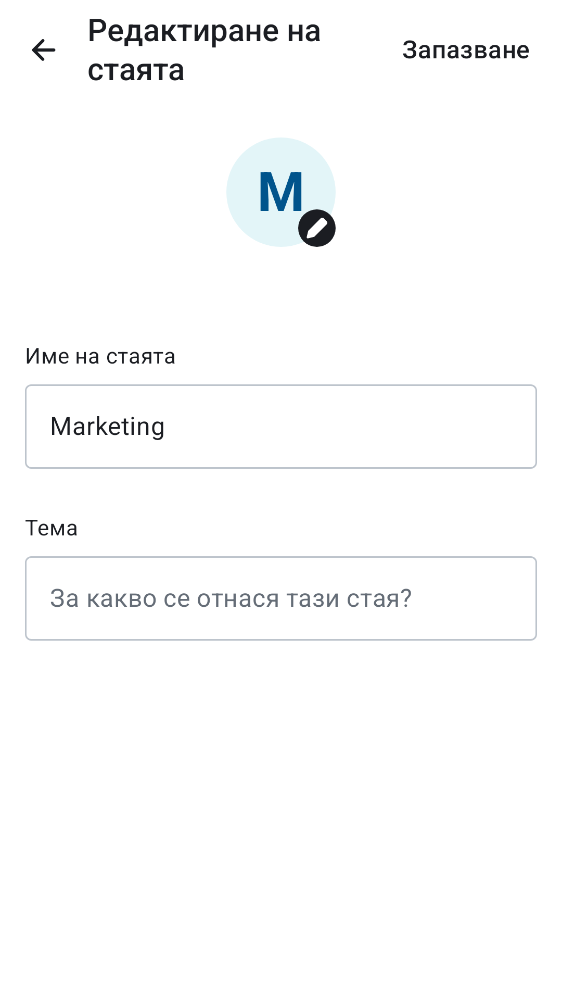 Редактиране на
стаята
Запазване
M
Име на стаята
Marketing
Тема
За какво се отнася тази стая?